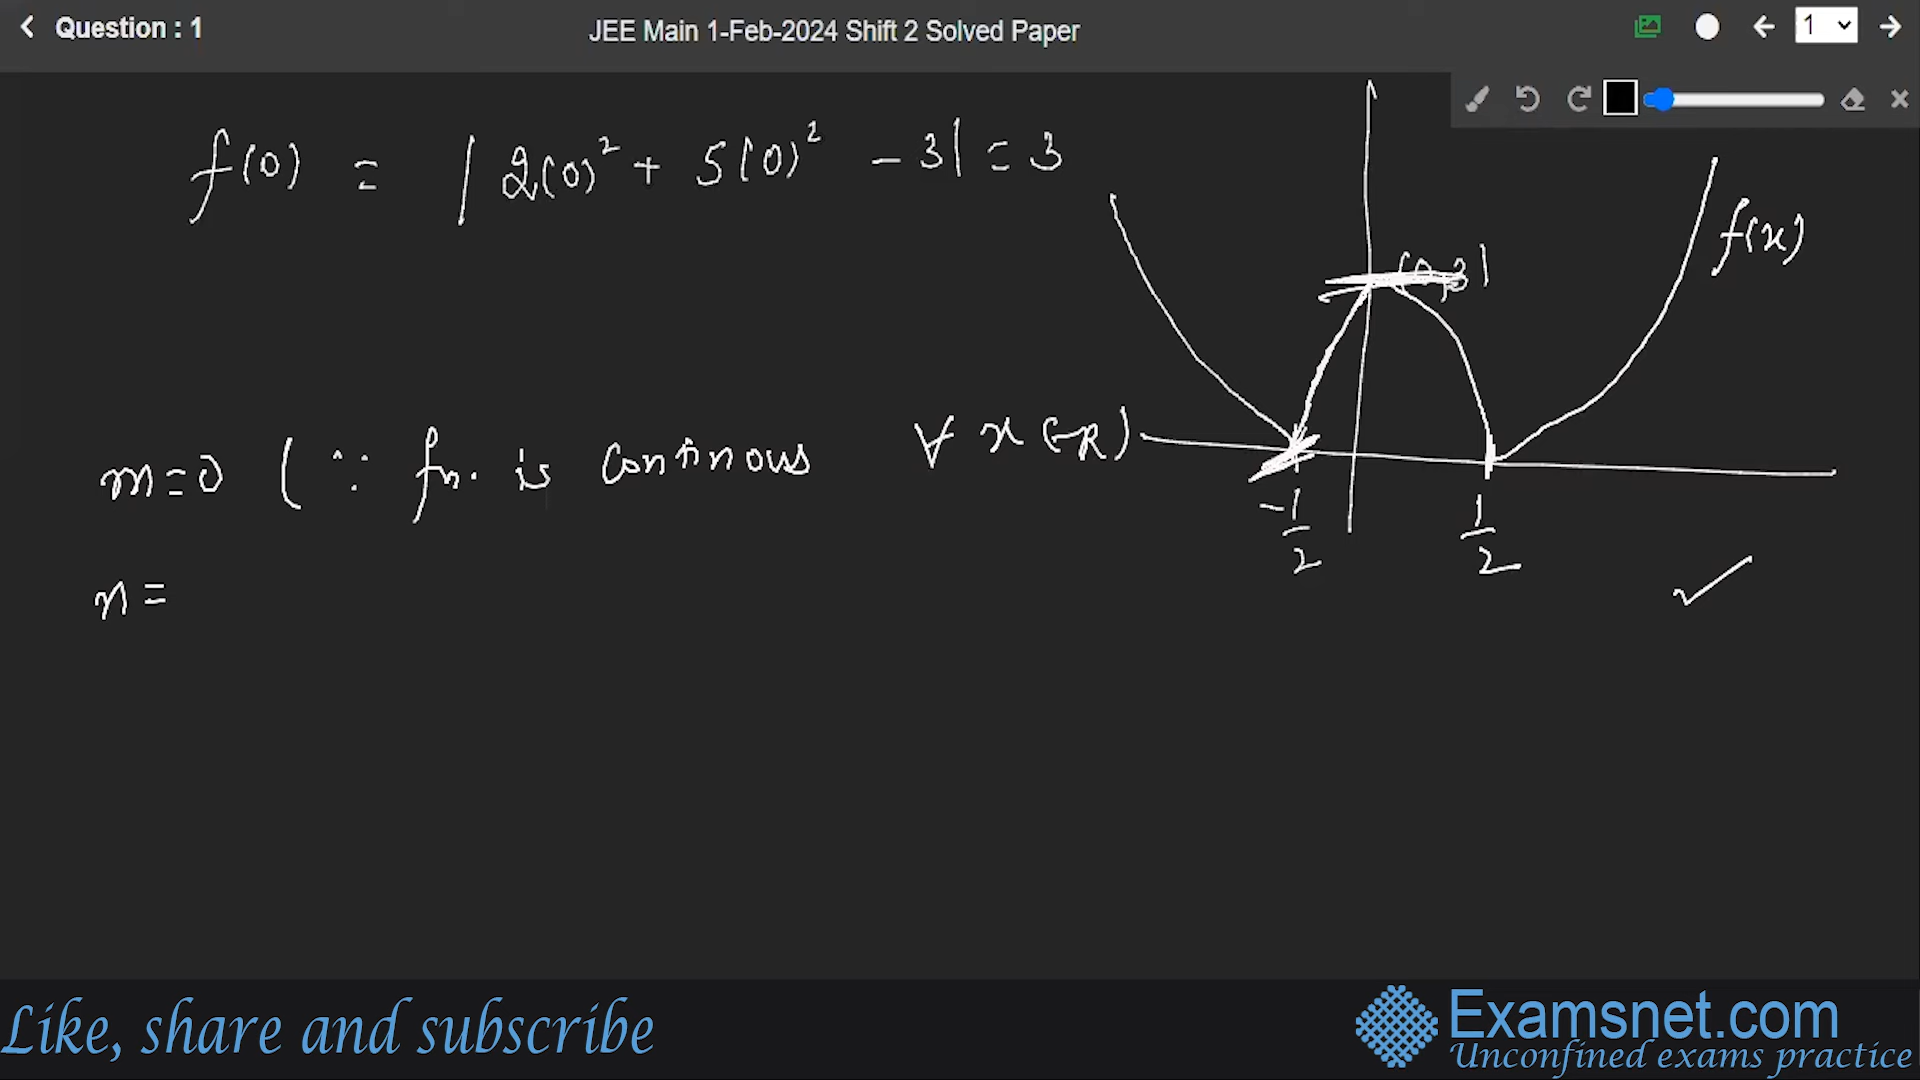 Question : 1
JEE Main 1-Feb-2024 Shift 2 Solved Paper
1
f(0) = | 2(0)² + 5(0)² - 3| = 3
f(x)
(0,3)
m=0 (∵ fn. is continous ∀ x ∈ R)
-1/2
1/2
n =
Like, share and subscribe
Examsnet.com
Unconfined exams practice